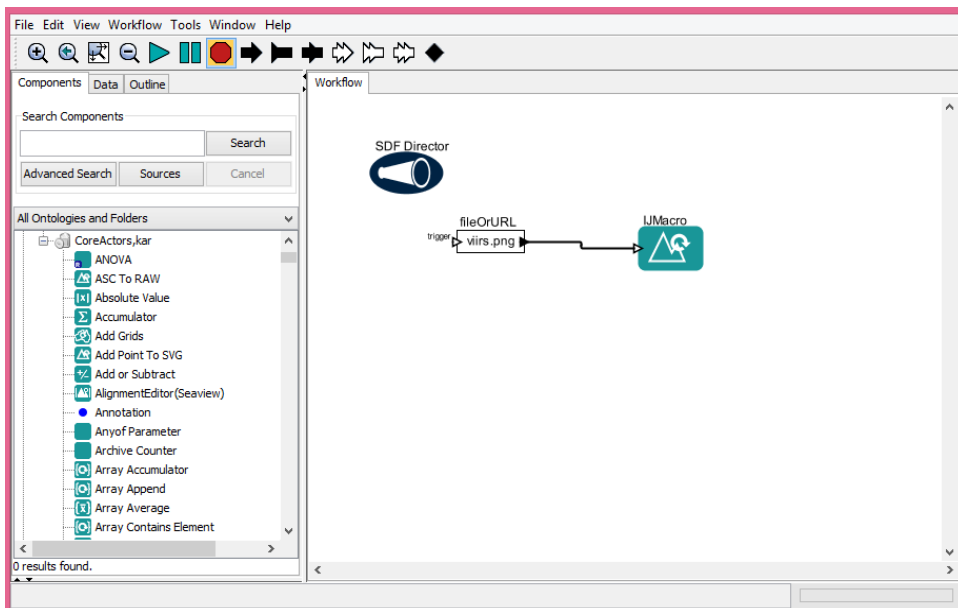 File Edit View Workflow Tools Window Help
Components Data Outline
Workflow
Search Components
Search
Advanced Search Sources Cancel
All Ontologies and Folders
CoreActors,kar
ANOVA
ASC To RAW
Absolute Value
Accumulator
Add Grids
Add Point To SVG
Add or Subtract
AlignmentEditor(Seaview)
Annotation
Anyof Parameter
Archive Counter
Array Accumulator
Array Append
Array Average
Array Contains Element
0 results found.
SDF Director
fileOrURL
trigger
viirs.png
IJMacro